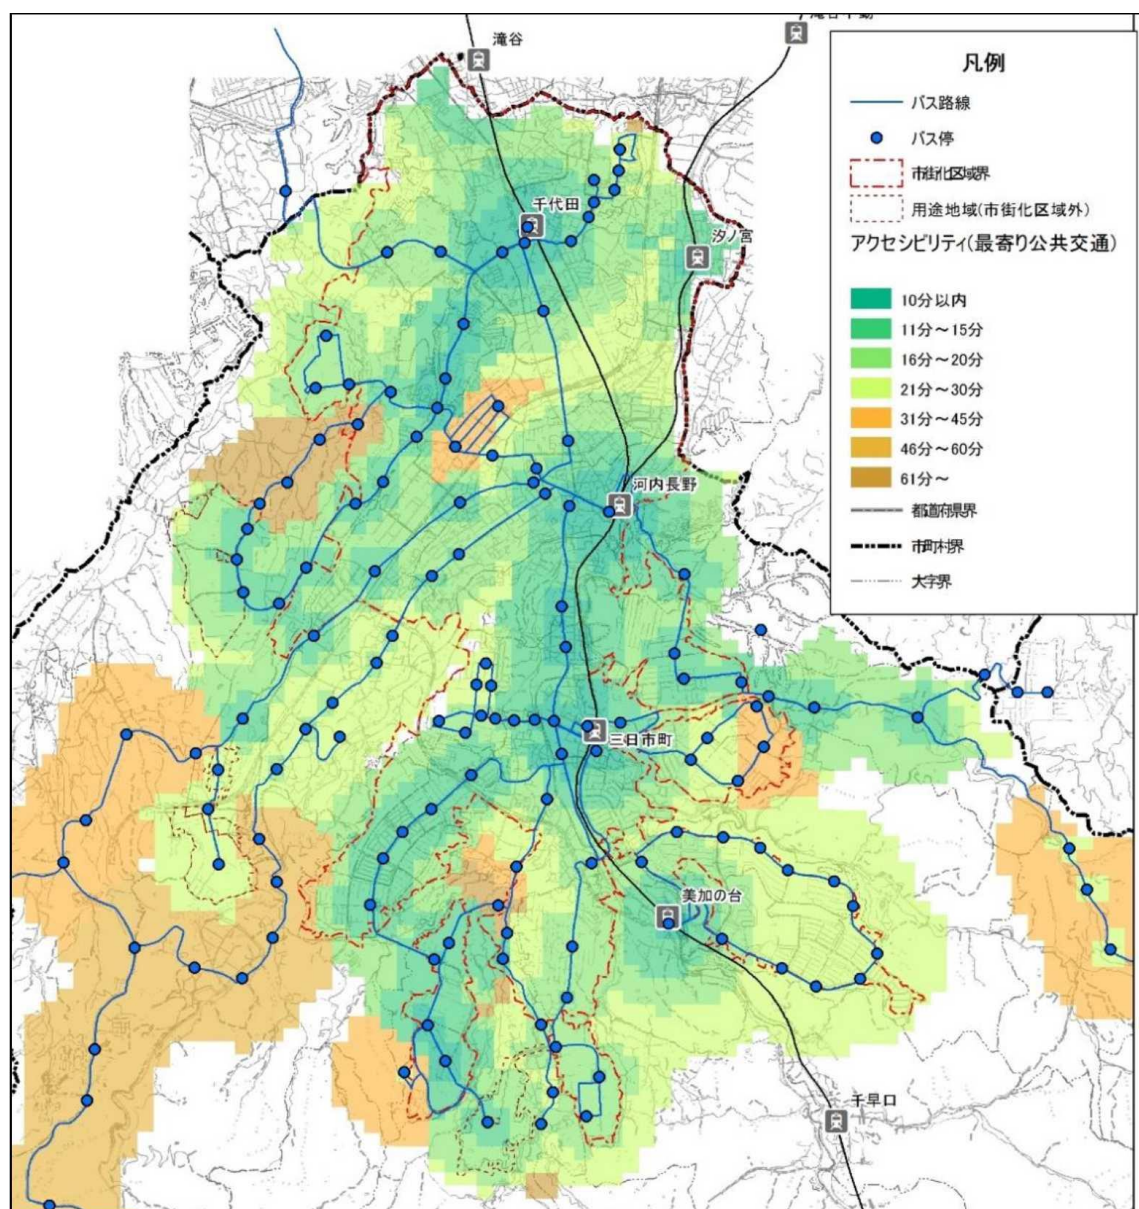 滝谷
滝谷不動
千代田
汐ノ宮
河内長野
三日市町
美加の台
千早口
凡例
バス路線
バス停
市街化区域界
用途地域(市街化区域外)
アクセシビリティ(最寄り公共交通)
10分以内
11分～15分
16分～20分
21分～30分
31分～45分
46分～60分
61分～
都道府県界
市町村界
大字界